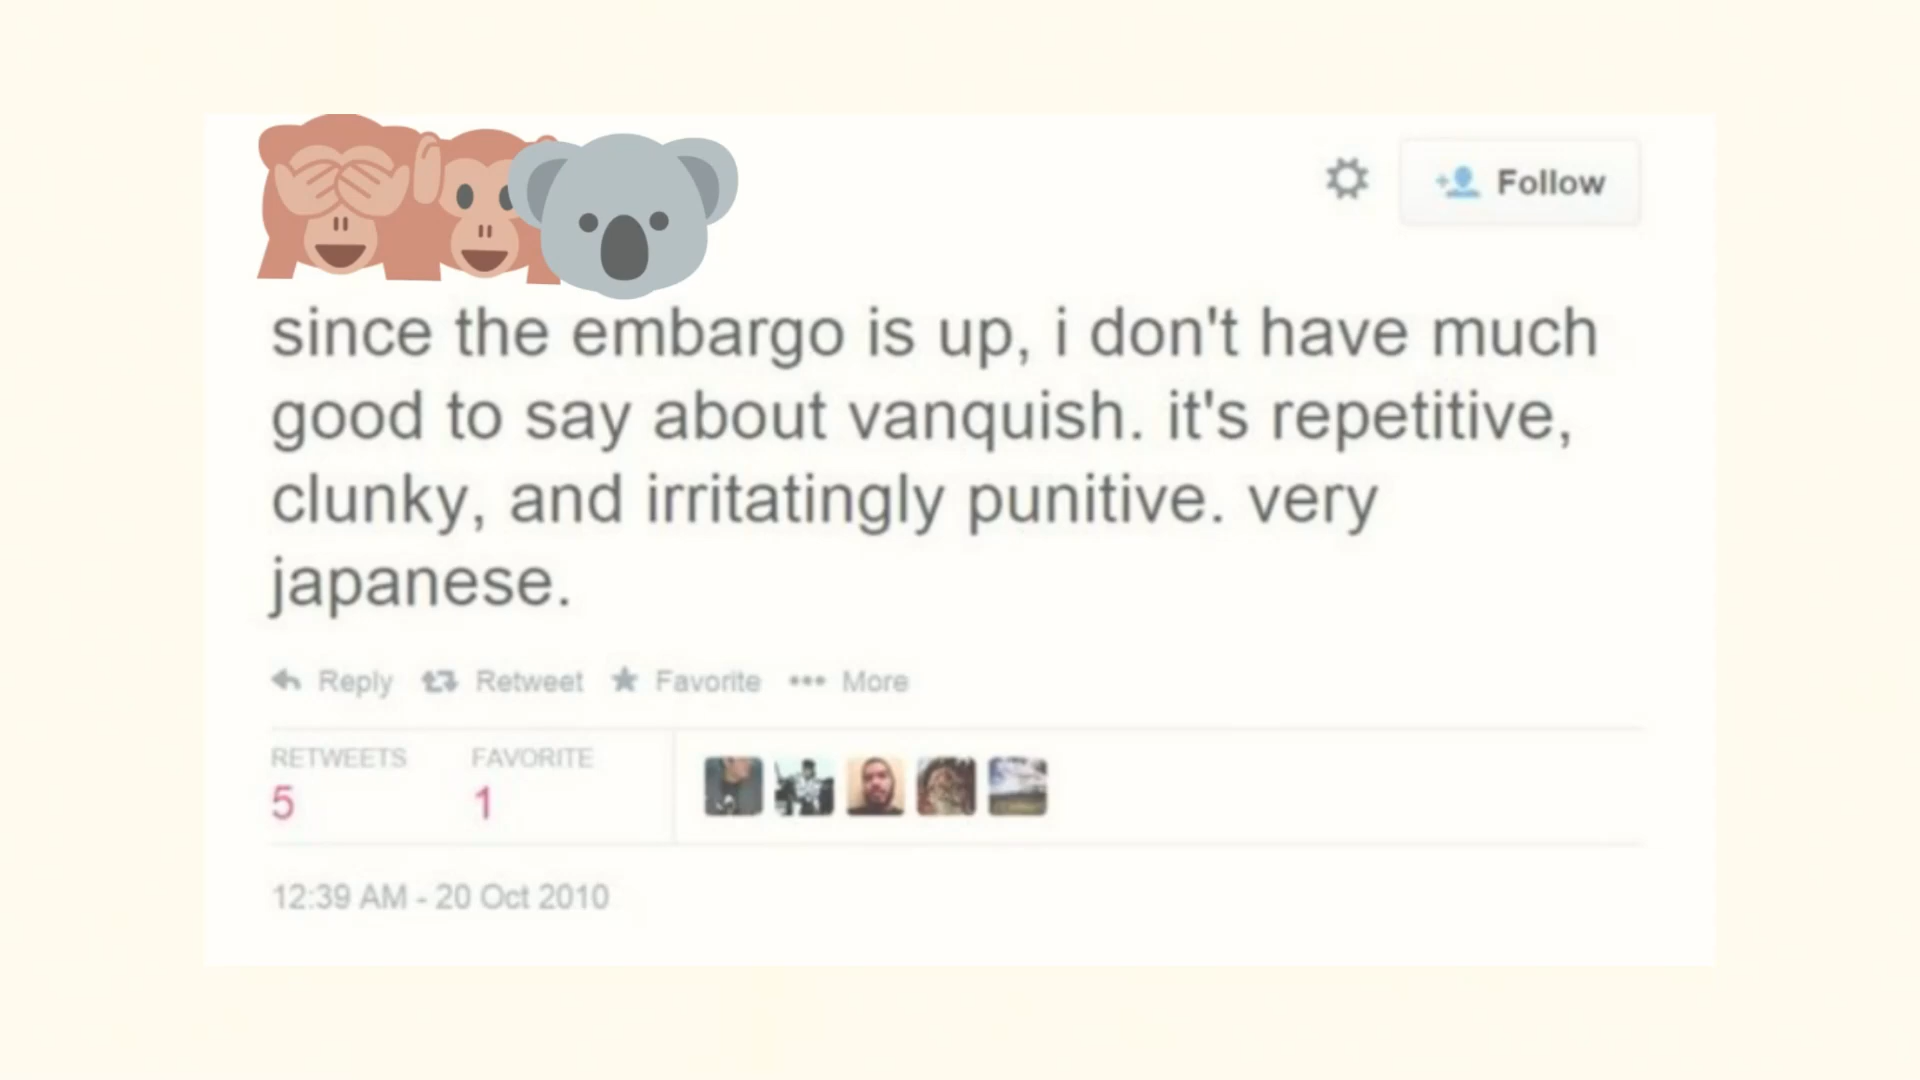 Follow
since the embargo is up, i don't have much
good to say about vanquish. it's repetitive,
clunky, and irritatingly punitive. very
japanese.
Reply Retweet Favorite More
RETWEETS FAVORITE
5 1
12:39 AM - 20 Oct 2010